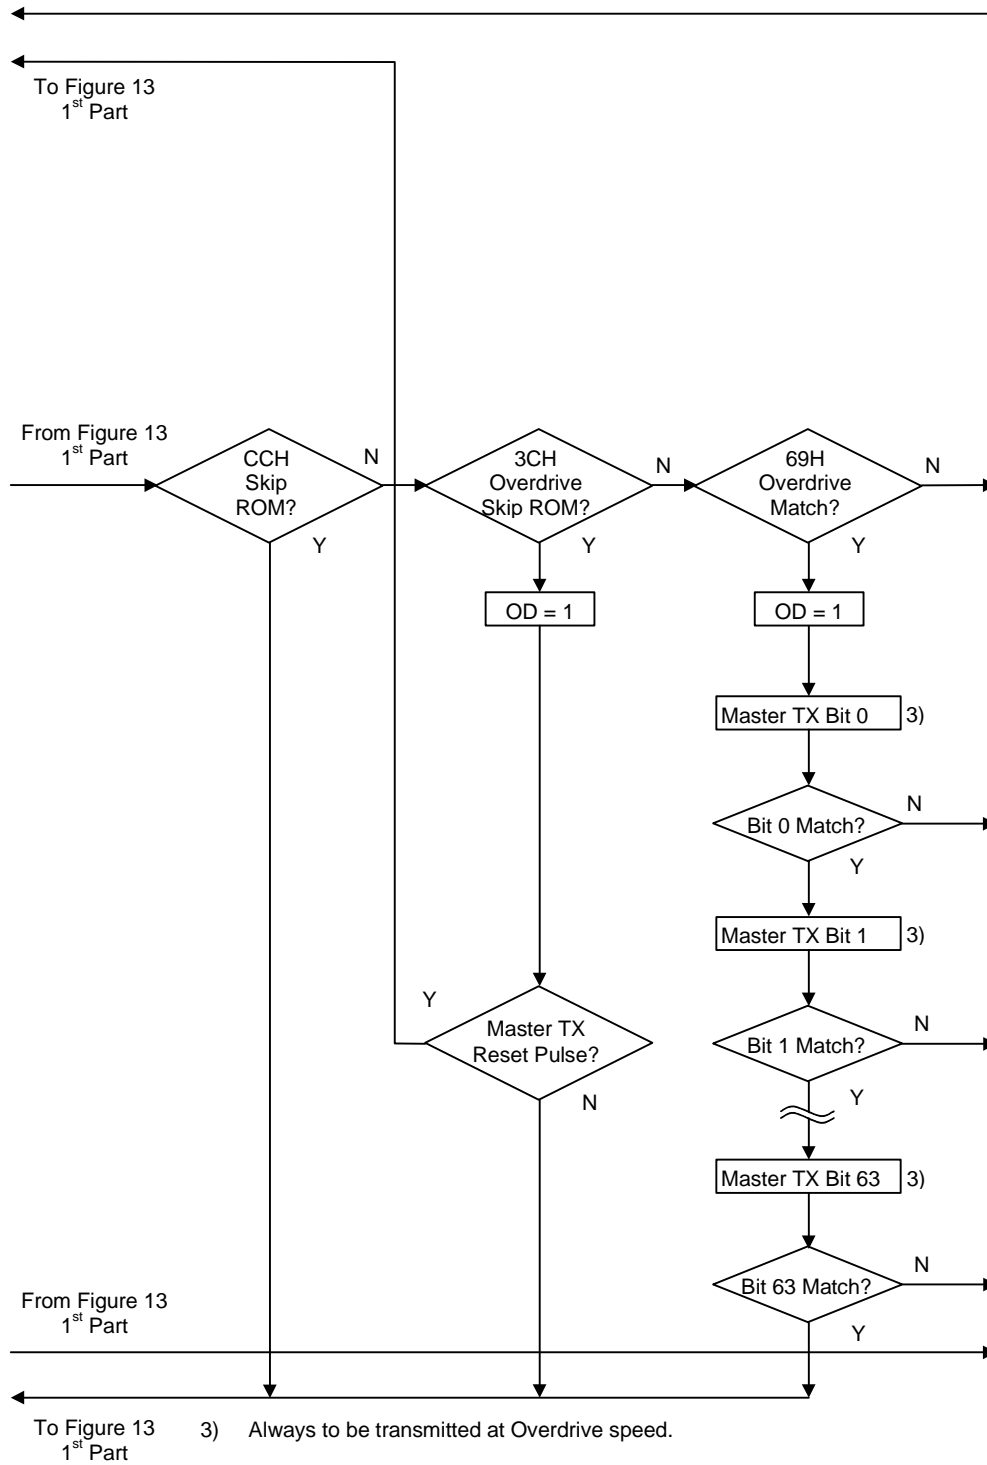 To Figure 13
1st Part
From Figure 13
1st Part
CCH
Skip
ROM?
N
Y
3CH
Overdrive
Skip ROM?
N
Y
69H
Overdrive
Match?
N
Y
OD = 1
OD = 1
Master TX Bit 0
3)
Bit 0 Match?
N
Y
Master TX Bit 1
3)
Y
Master TX
Reset Pulse?
N
Bit 1 Match?
N
Y
Master TX Bit 63
3)
Bit 63 Match?
N
Y
From Figure 13
1st Part
To Figure 13
1st Part
3) Always to be transmitted at Overdrive speed.